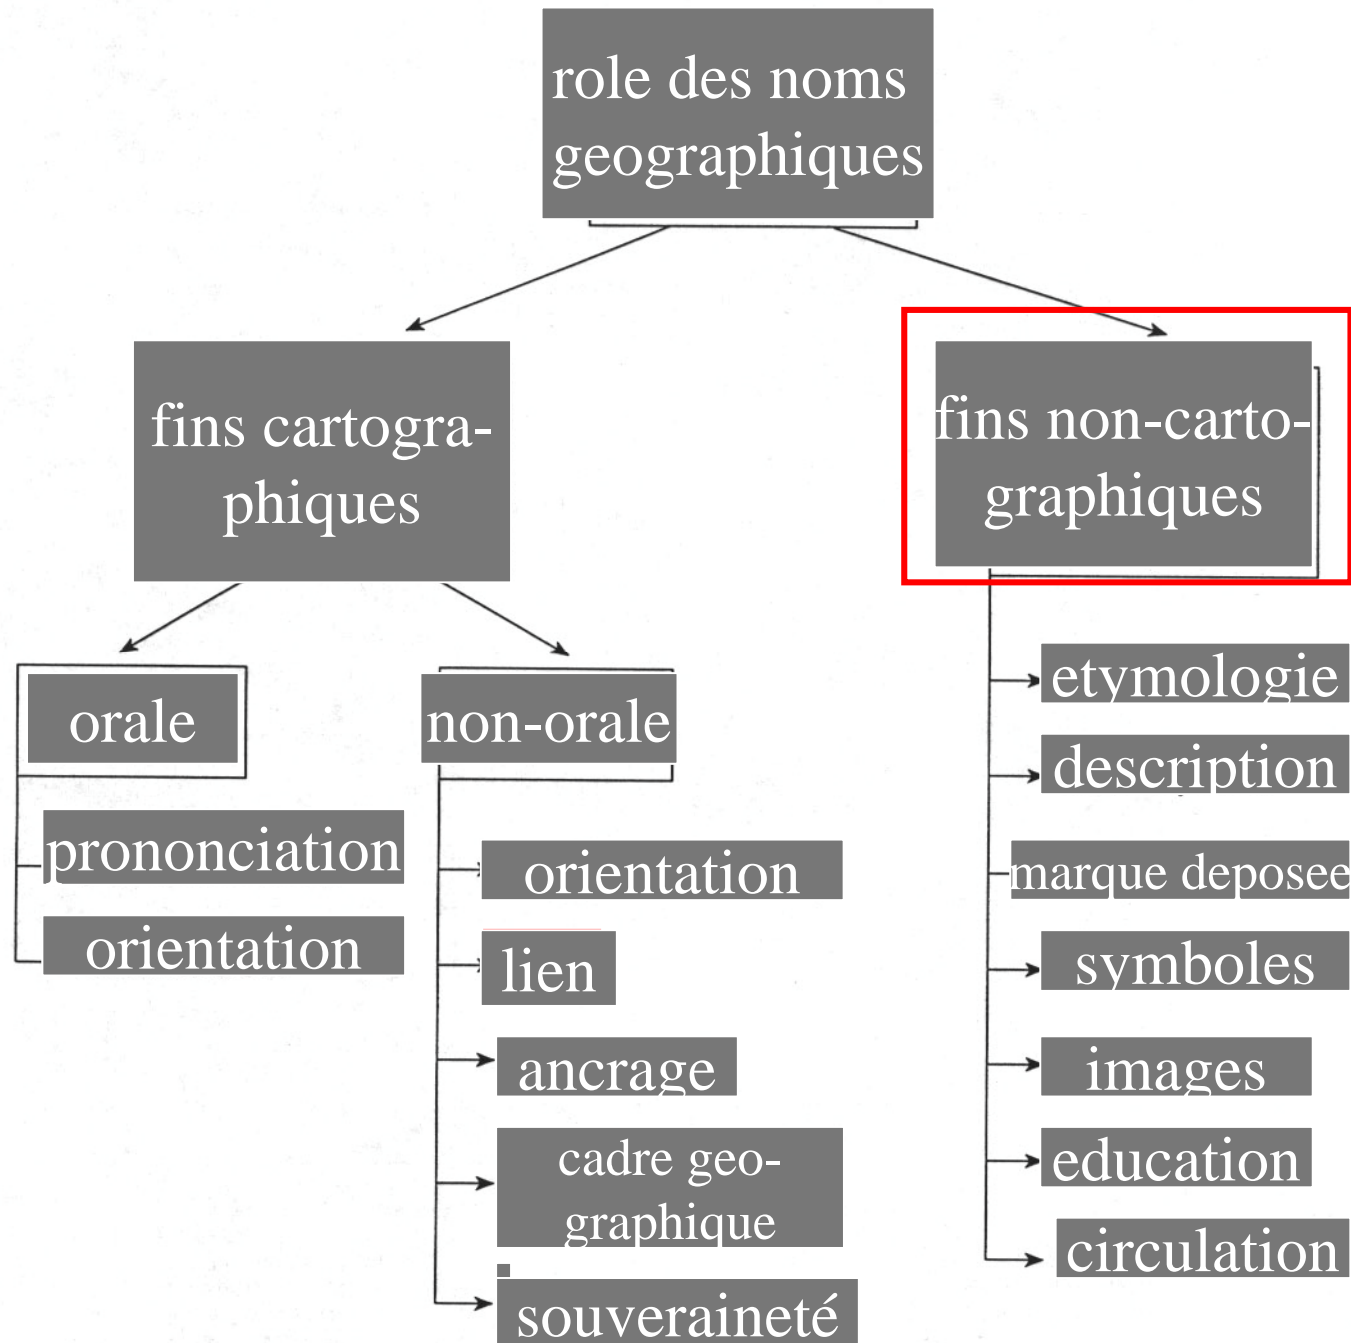 role des noms
geographiques
fins cartogra-
phiques
fins non-carto-
graphiques
orale
non-orale
prononciation
orientation
orientation
lien
ancrage
cadre geo-
graphique
souveraineté
etymologie
description
marque deposee
symboles
images
education
circulation